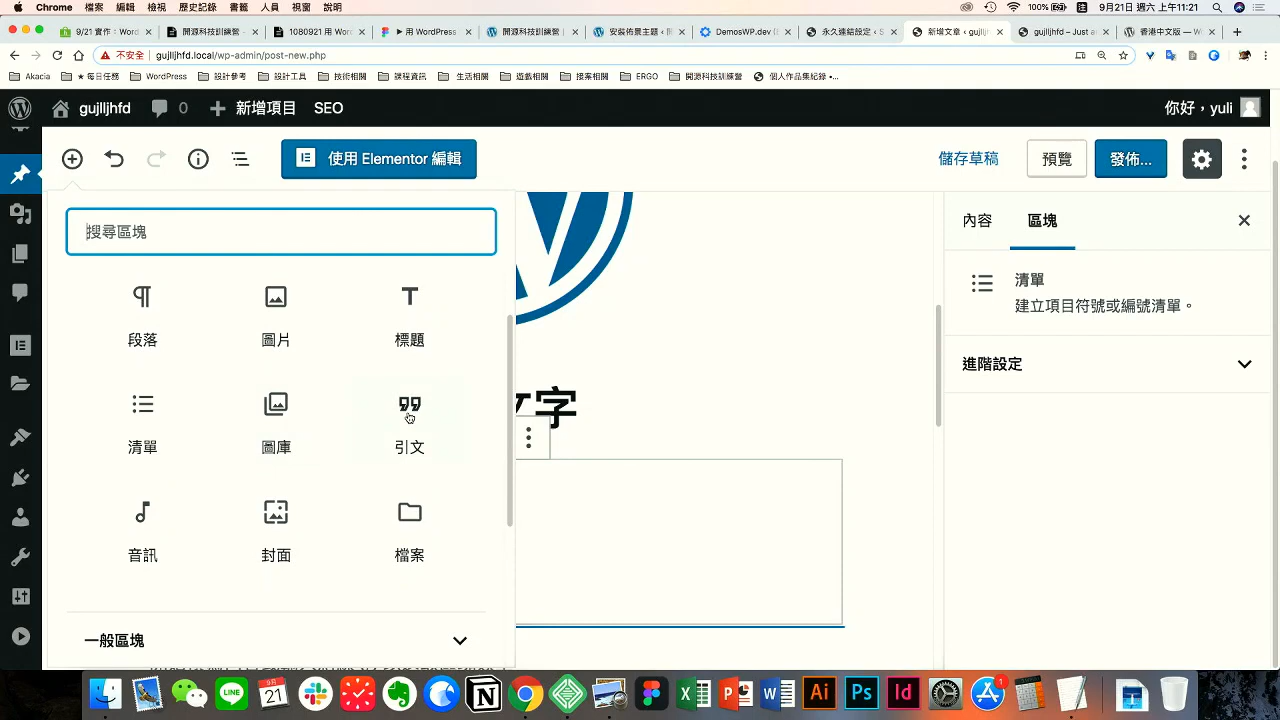 Chrome 檔案 編輯 檢視 歷史記錄 書籤 人員 視窗 說明 100% 9月21日 週六 上午11:21
9/21 實作：Word 開源科技訓練營 1080921 用 Wo ▶ 用 WordPress 開源科技訓練營 安裝佈景主題 DemosWP.dev ( 永久連結設定 ‹ S 新增文章 ‹ gujlljhfd gujlljhfd – Just a 香港中文版 — W
不安全 gujlljhfd.local/wp-admin/post-new.php
Akacia ★ 每日任務 WordPress 設計參考 設計工具 技術相關 課程資訊 生活相關 遊戲相關 接案相關 ERGO 開源科技訓練營 個人作品集紀錄 •...
gujlljhfd 0 新增項目 SEO 你好，yuli
使用 Elementor 編輯 儲存草稿 預覽 發佈...
搜尋區塊 內容 區塊
段落 圖片 標題
清單
建立項目符號或編號清單。
進階設定
清單 圖庫 引文
文字
音訊 封面 檔案
一般區塊
LINE 9月 21 N X P W Ai Ps Id 1